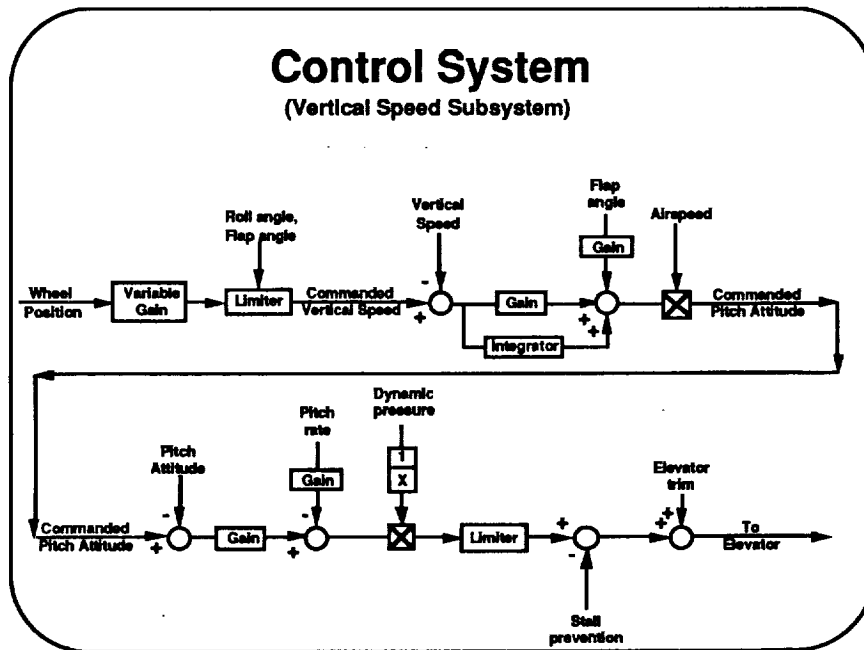 Control System
(Vertical Speed Subsystem)
Flap
angle
Vertical
Speed
Airspeed
Roll angle,
Flap angle
Gain
Wheel
Position
Variable
Gain
Limiter
Commanded
Vertical Speed
-
+
Gain
Integrator
+
+
Commanded
Pitch Attitude
Dynamic
pressure
Pitch
rate
Pitch
Attitude
1
X
Gain
Elevator
trim
Commanded
Pitch Attitude
-
+
Gain
-
+
Limiter
+
-
+
+
To
Elevator
Stall
prevention